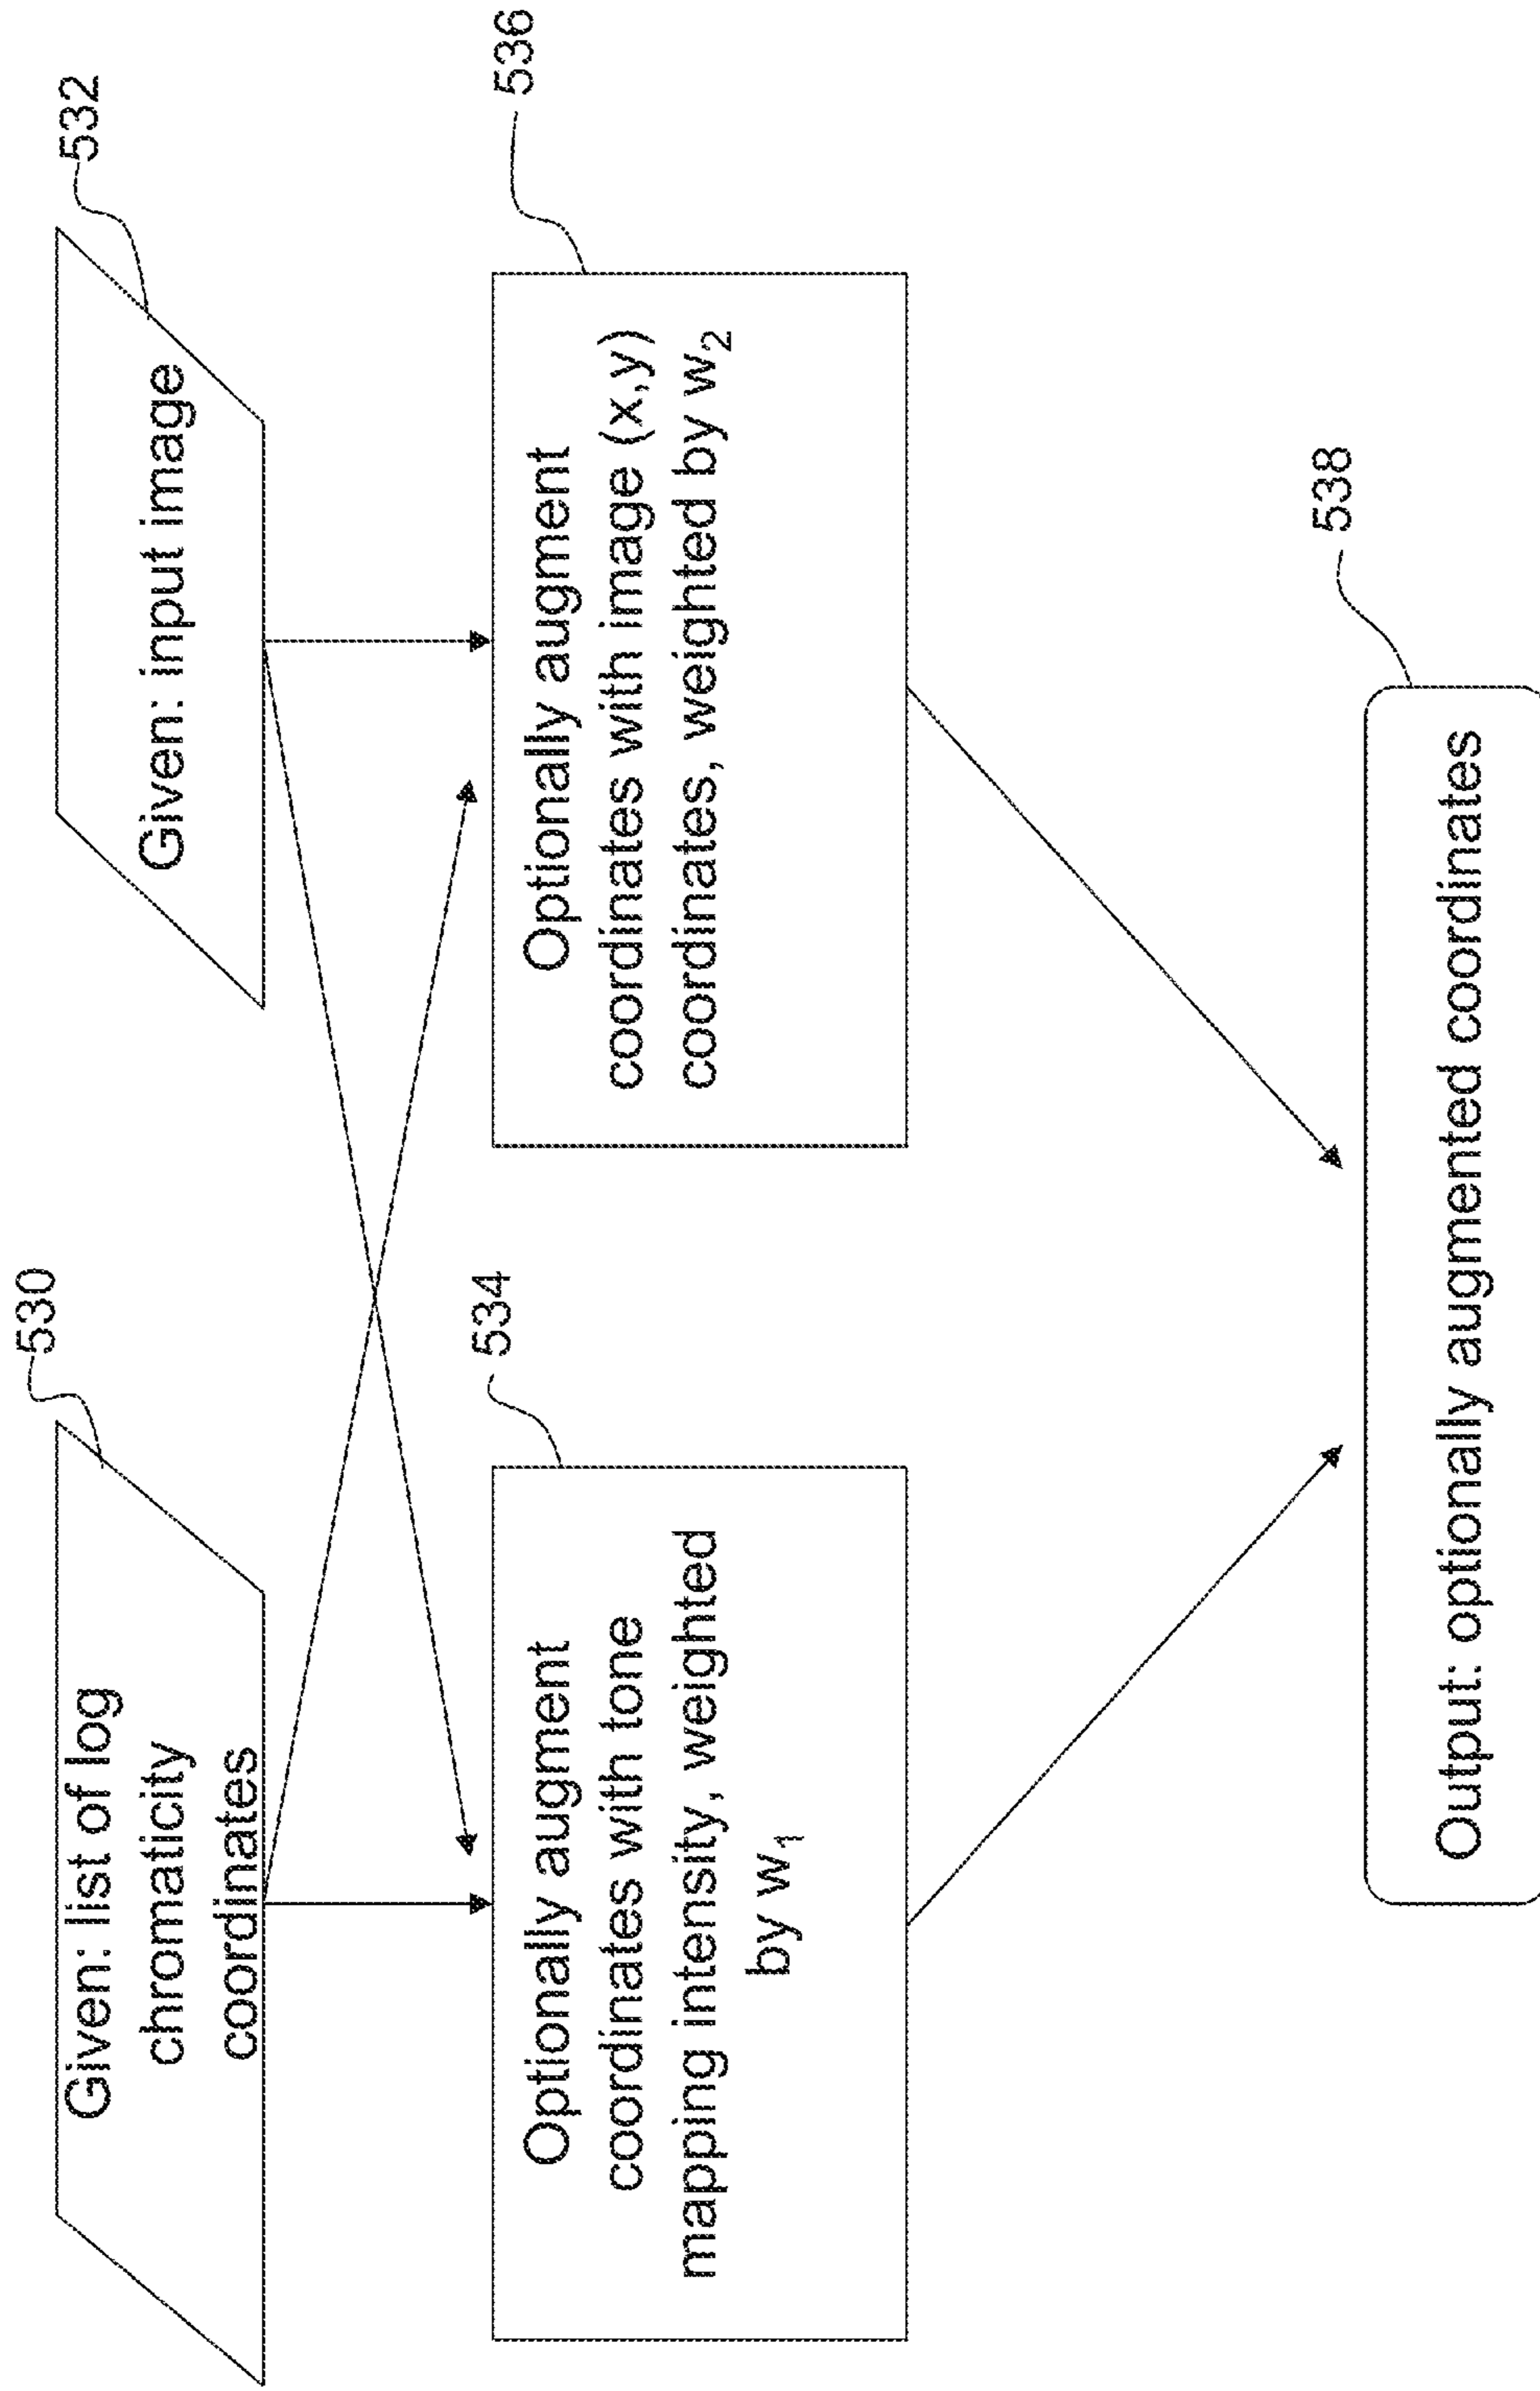 530
Given: list of log
chromaticity
coordinates
532
Given: input image
534
Optionally augment
coordinates with tone
mapping intensity, weighted
by w₁
536
Optionally augment
coordinates with image (x,y)
coordinates, weighted by w₂
538
Output: optionally augmented coordinates